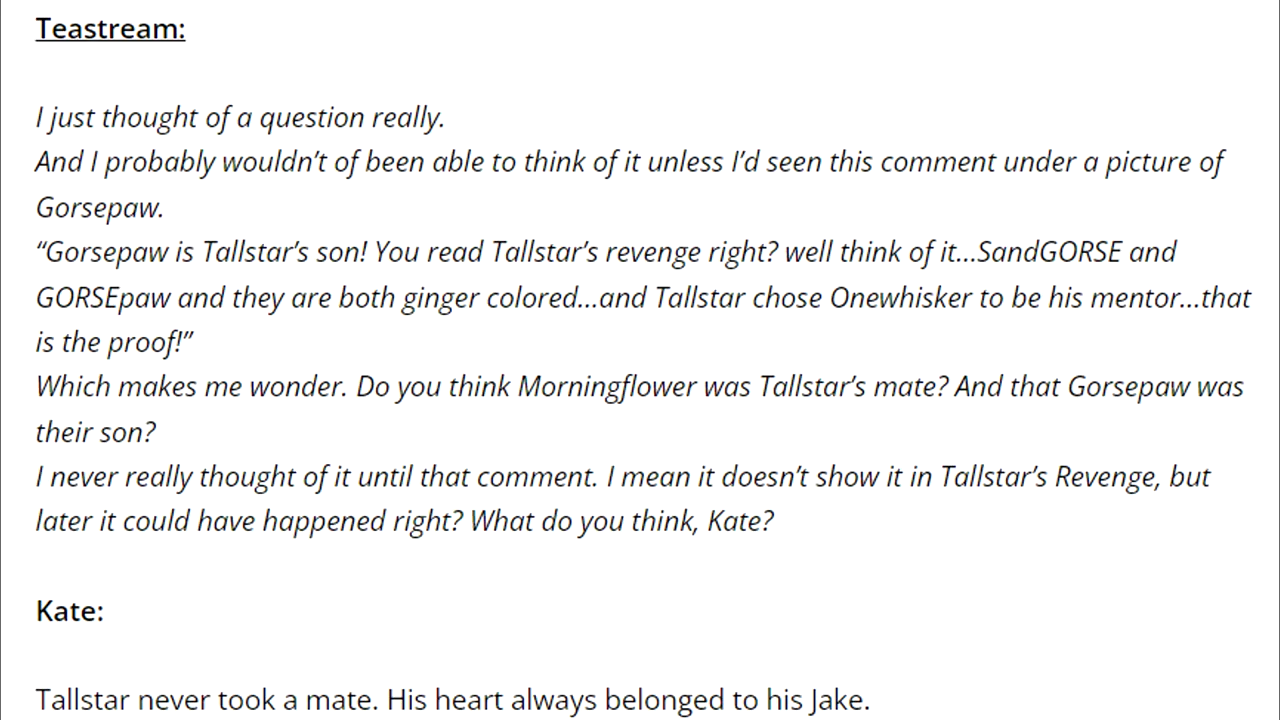 Teastream:
I just thought of a question really.
And I probably wouldn’t of been able to think of it unless I’d seen this comment under a picture of
Gorsepaw.
“Gorsepaw is Tallstar’s son! You read Tallstar’s revenge right? well think of it…SandGORSE and
GORSEpaw and they are both ginger colored…and Tallstar chose Onewhisker to be his mentor…that
is the proof!”
Which makes me wonder. Do you think Morningflower was Tallstar’s mate? And that Gorsepaw was
their son?
I never really thought of it until that comment. I mean it doesn’t show it in Tallstar’s Revenge, but
later it could have happened right? What do you think, Kate?
Kate:
Tallstar never took a mate. His heart always belonged to his Jake.